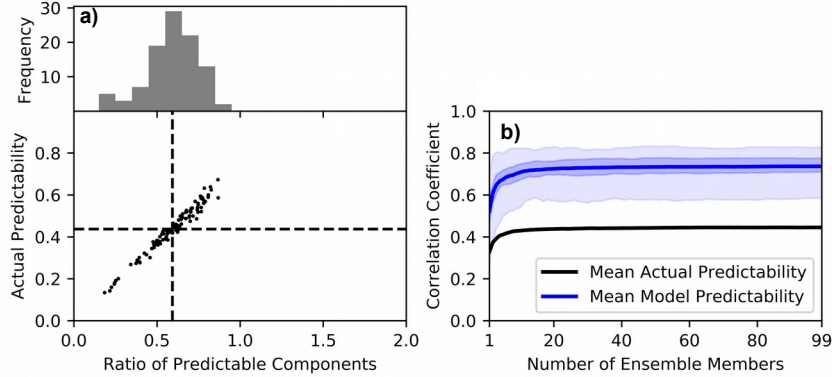 a)
30
20
10
Frequency
0.8
0.6
0.4
0.2
0.0
Actual Predictability
0.0 0.5 1.0 1.5 2.0
Ratio of Predictable Components
b)
1.0
0.8
0.6
0.4
0.2
0.0
Correlation Coefficient
Mean Actual Predictability
Mean Model Predictability
1 20 40 60 80 99
Number of Ensemble Members